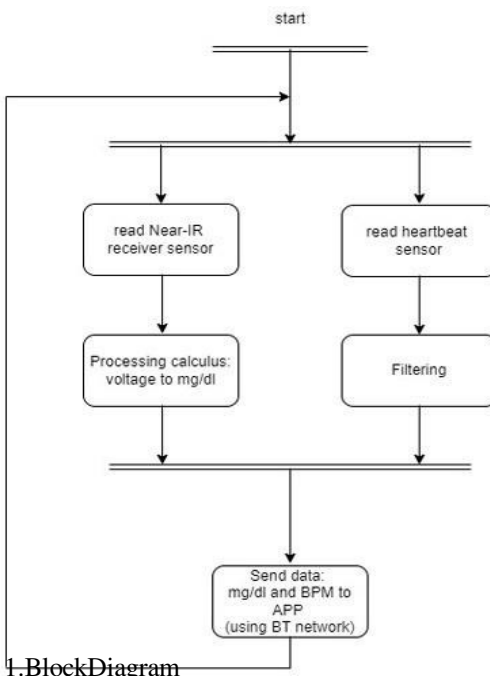 start
read Near-IR
receiver sensor
read heartbeat
sensor
Processing calculus:
voltage to mg/dl
Filtering
Send data:
mg/dl and BPM to
APP
(using BT network)
1.BlockDiagram